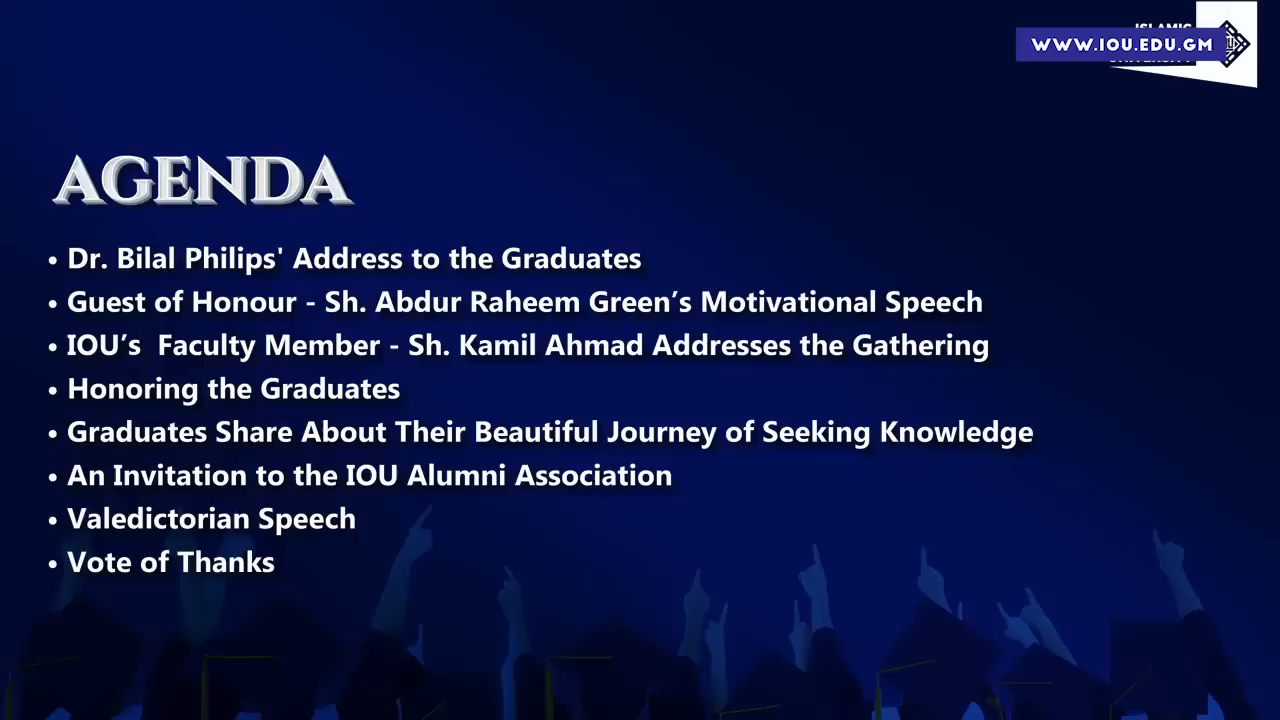 WWW.IOU.EDU.GM
AGENDA
• Dr. Bilal Philips' Address to the Graduates
• Guest of Honour - Sh. Abdur Raheem Green’s Motivational Speech
• IOU’s  Faculty Member - Sh. Kamil Ahmad Addresses the Gathering
• Honoring the Graduates
• Graduates Share About Their Beautiful Journey of Seeking Knowledge
• An Invitation to the IOU Alumni Association
• Valedictorian Speech
• Vote of Thanks